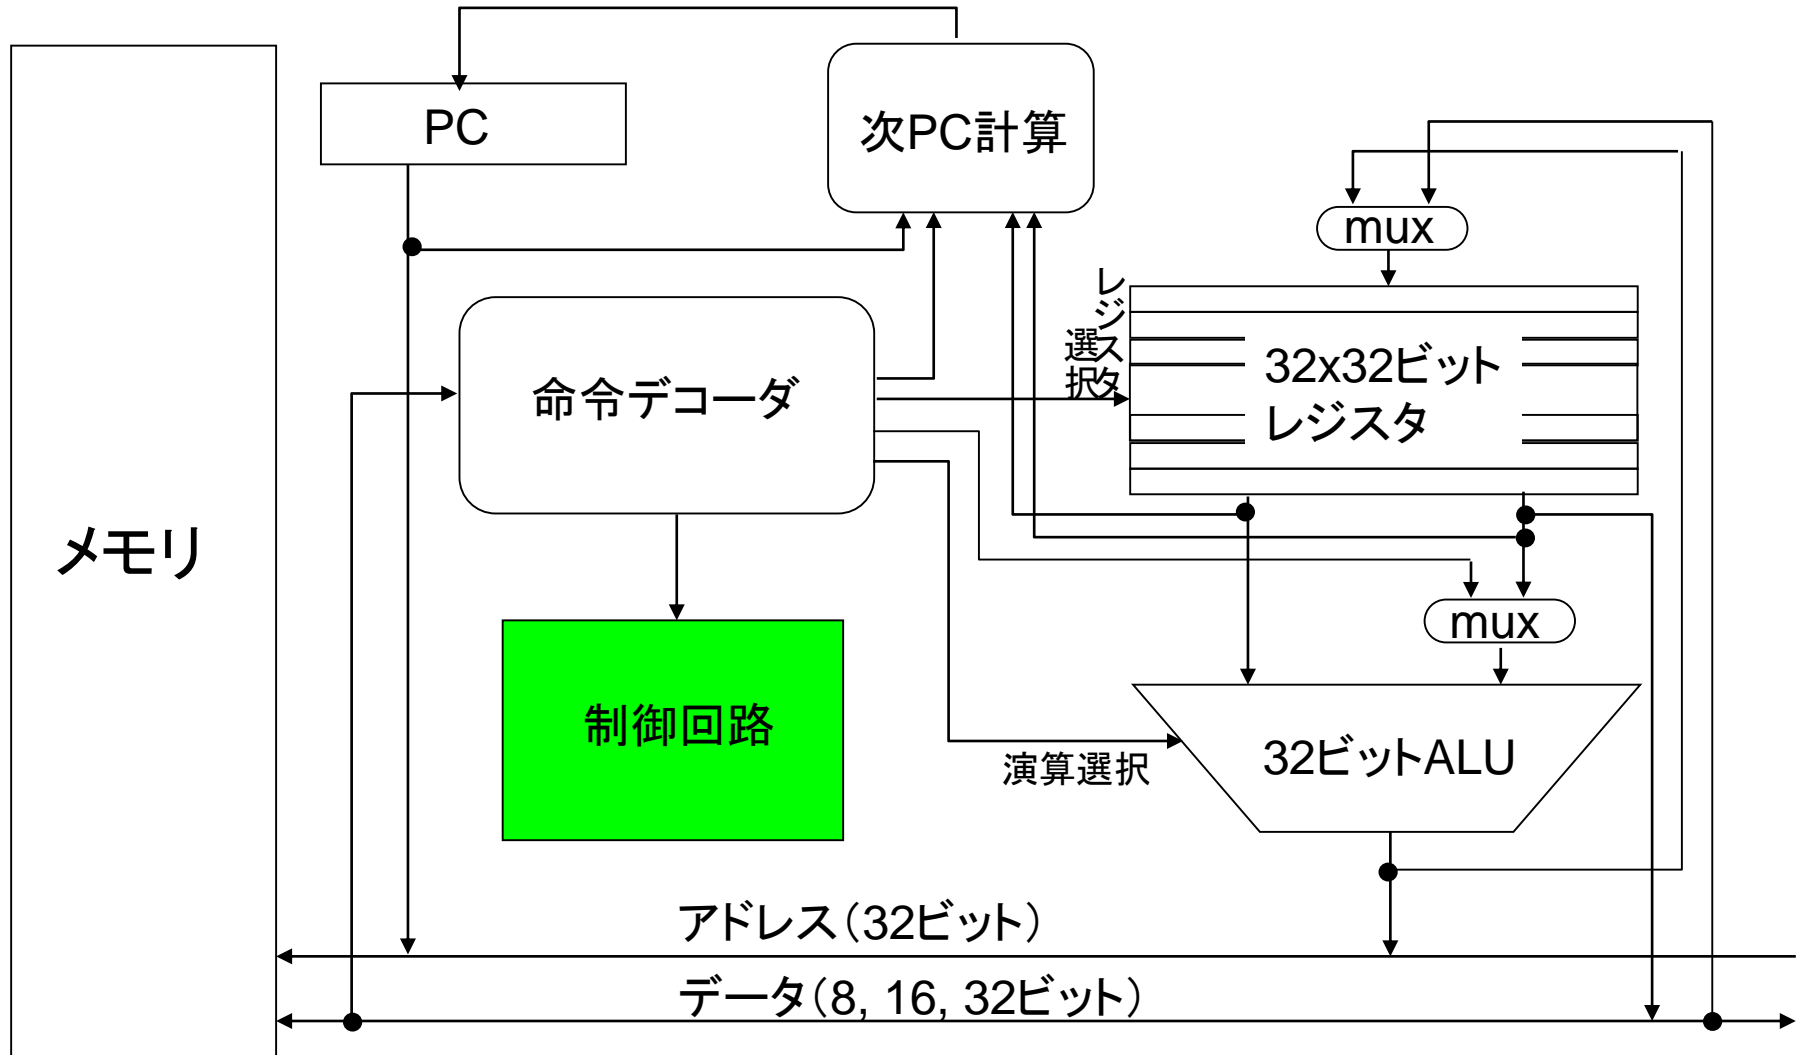 PC
次PC計算
mux
レジスタ
選択
32x32ビット
レジスタ
命令デコーダ
メモリ
mux
制御回路
32ビットALU
演算選択
アドレス(32ビット)
データ(8, 16, 32ビット)